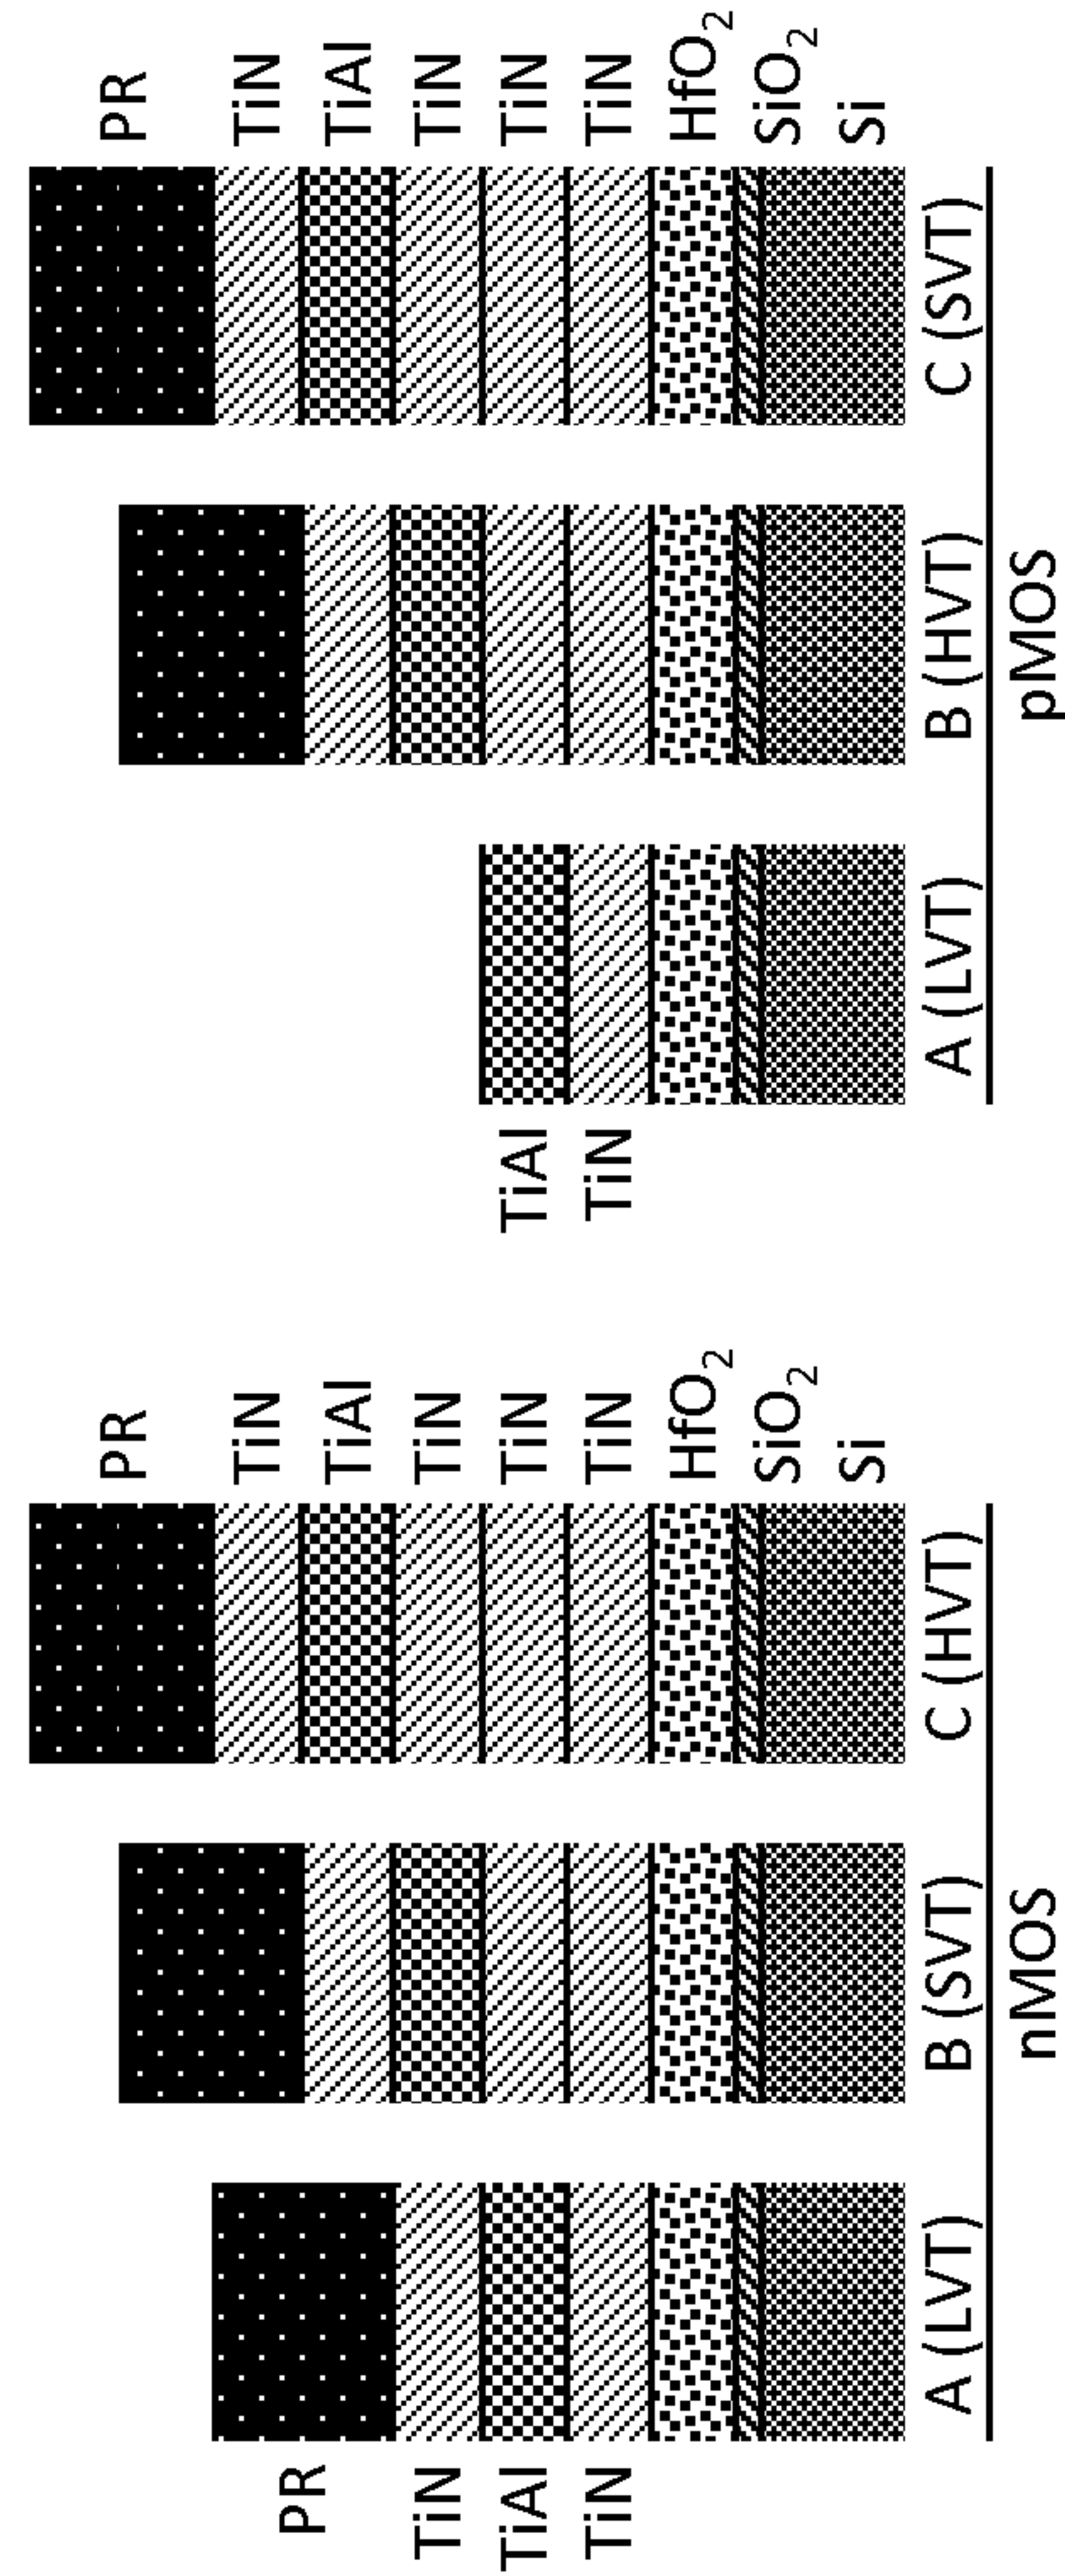 PR
TiN
TiAl
TiN
PR
TiN
TiAl
TiN
TiN
TiN
HfO₂
SiO₂
Si
A (LVT)
B (SVT)
C (HVT)
nMOS
TiAl
TiN
PR
TiN
TiAl
TiN
TiN
TiN
HfO₂
SiO₂
Si
A (LVT)
B (HVT)
C (SVT)
pMOS